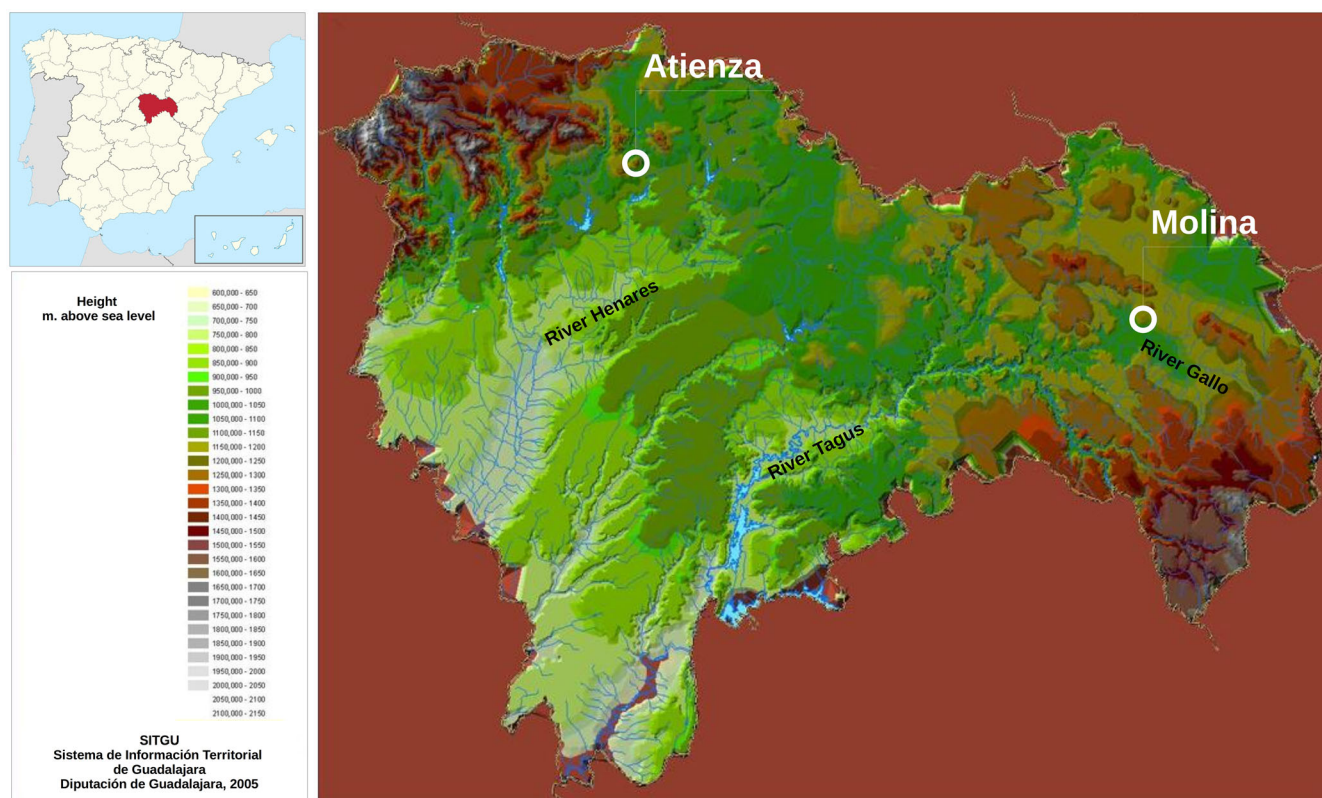 Atienza
Molina
River Henares
River Gallo
River Tagus
Height
m. above sea level
600,000 - 650
650,000 - 700
700,000 - 750
750,000 - 800
800,000 - 850
850,000 - 900
900,000 - 950
950,000 - 1000
1000,000 - 1050
1050,000 - 1100
1100,000 - 1150
1150,000 - 1200
1200,000 - 1250
1250,000 - 1300
1300,000 - 1350
1350,000 - 1400
1400,000 - 1450
1450,000 - 1500
1500,000 - 1550
1550,000 - 1600
1600,000 - 1650
1650,000 - 1700
1700,000 - 1750
1750,000 - 1800
1800,000 - 1850
1850,000 - 1900
1900,000 - 1950
1950,000 - 2000
2000,000 - 2050
2050,000 - 2100
2100,000 - 2150
SITGU
Sistema de Información Territorial
de Guadalajara
Diputación de Guadalajara, 2005